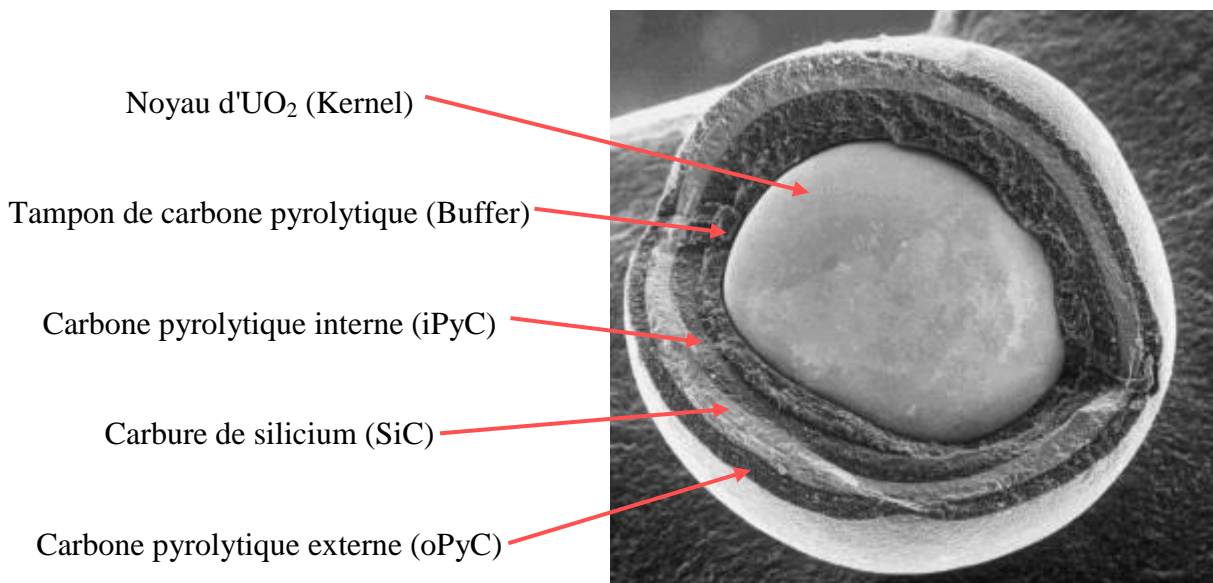 Noyau d'UO₂ (Kernel)
Tampon de carbone pyrolytique (Buffer)
Carbone pyrolytique interne (iPyC)
Carbure de silicium (SiC)
Carbone pyrolytique externe (oPyC)